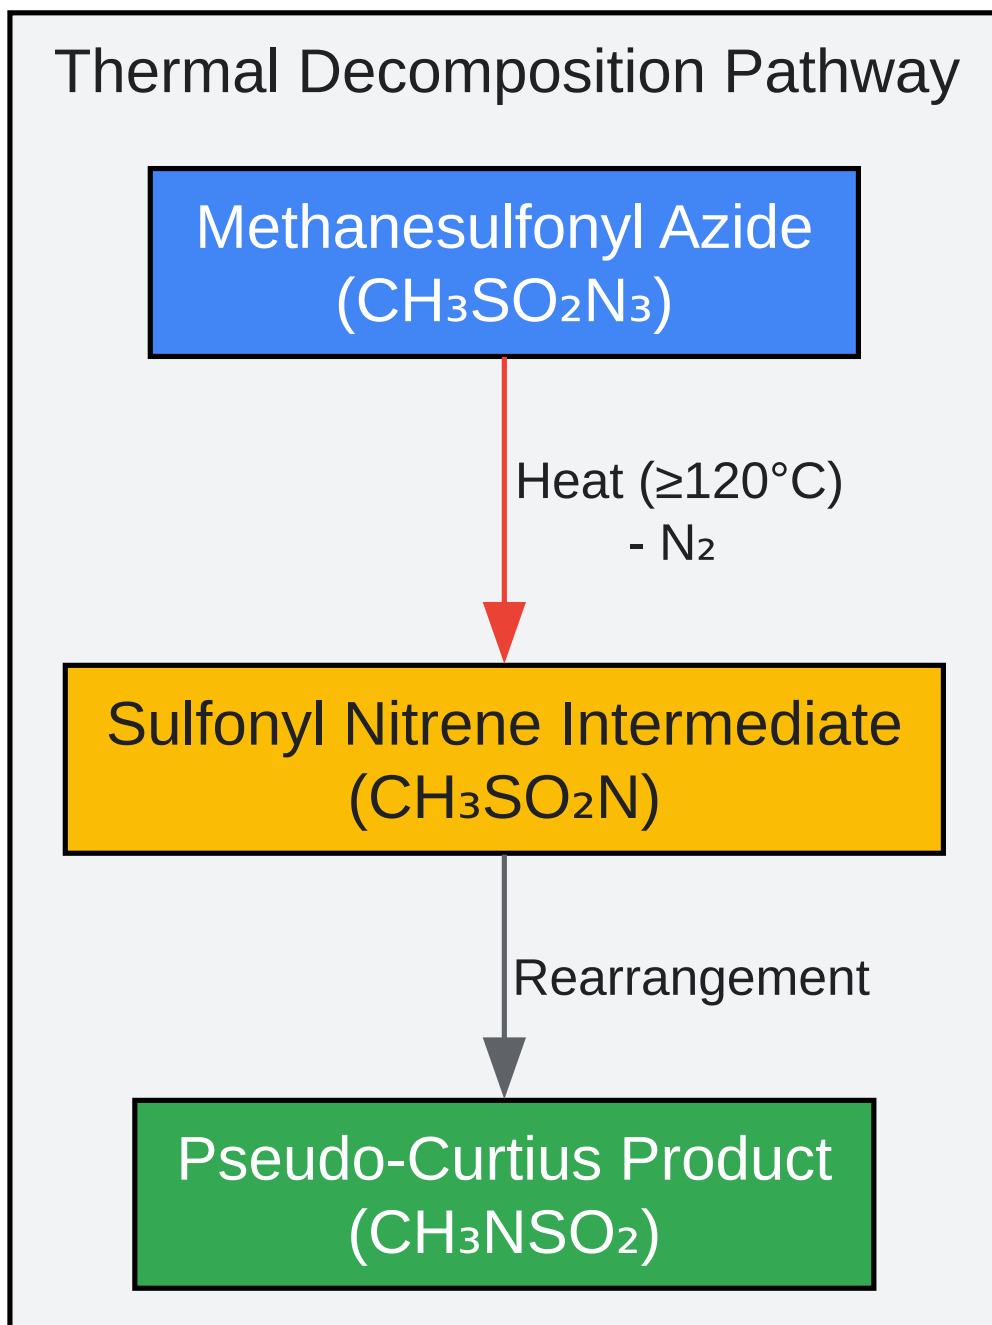 Thermal Decomposition Pathway
Methanesulfonyl Azide
(CH₃SO₂N₃)
Heat (≥120°C)
- N₂
Sulfonyl Nitrene Intermediate
(CH₃SO₂N)
Rearrangement
Pseudo-Curtius Product
(CH₃NSO₂)